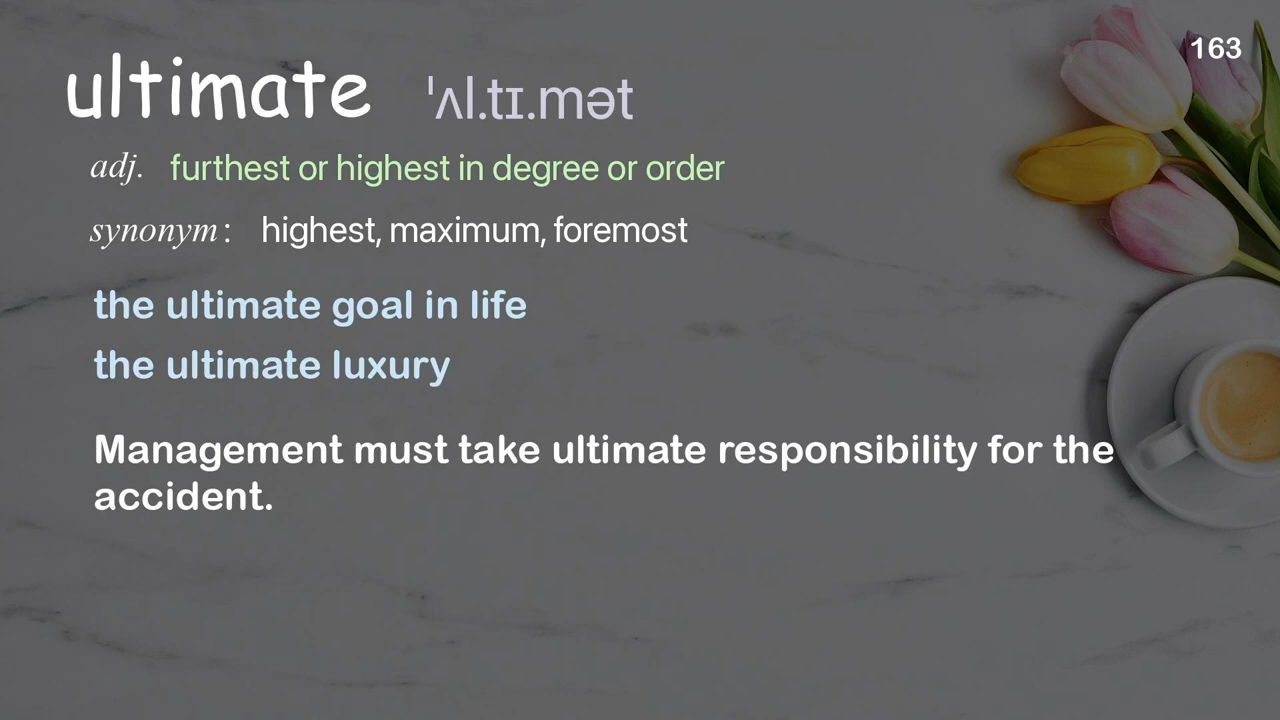 163
ultimate ˈʌl.tɪ.mət
adj. furthest or highest in degree or order
synonym: highest, maximum, foremost
the ultimate goal in life
the ultimate luxury
Management must take ultimate responsibility for the
accident.